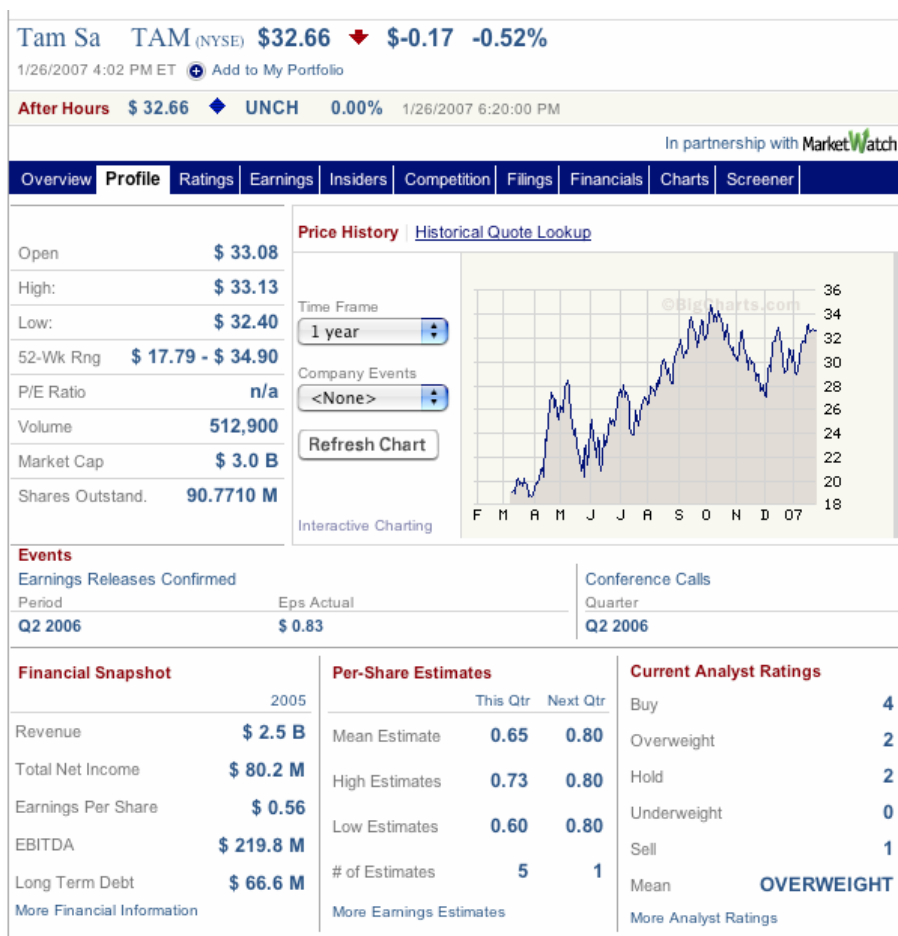 Tam Sa TAM (NYSE) $32.66 $-0.17 -0.52%
1/26/2007 4:02 PM ET Add to My Portfolio
After Hours $ 32.66 UNCH 0.00% 1/26/2007 6:20:00 PM
In partnership with MarketWatch
Overview Profile Ratings Earnings Insiders Competition Filings Financials Charts Screener
Price History Historical Quote Lookup
Open $ 33.08
High: $ 33.13
Low: $ 32.40
52-Wk Rng $ 17.79 - $ 34.90
P/E Ratio n/a
Volume 512,900
Market Cap $ 3.0 B
Shares Outstand. 90.7710 M
Time Frame
1 year
Company Events
<None>
Refresh Chart
Interactive Charting
©BigCharts.com
36
34
32
30
28
26
24
22
20
18
F M A M J J A S O N D 07
Events
Earnings Releases Confirmed
Period Eps Actual
Q2 2006 $ 0.83
Conference Calls
Quarter
Q2 2006
Financial Snapshot
2005
Revenue $ 2.5 B
Total Net Income $ 80.2 M
Earnings Per Share $ 0.56
EBITDA $ 219.8 M
Long Term Debt $ 66.6 M
More Financial Information
Per-Share Estimates
This Qtr Next Qtr
Mean Estimate 0.65 0.80
High Estimates 0.73 0.80
Low Estimates 0.60 0.80
# of Estimates 5 1
More Earnings Estimates
Current Analyst Ratings
Buy 4
Overweight 2
Hold 2
Underweight 0
Sell 1
Mean OVERWEIGHT
More Analyst Ratings